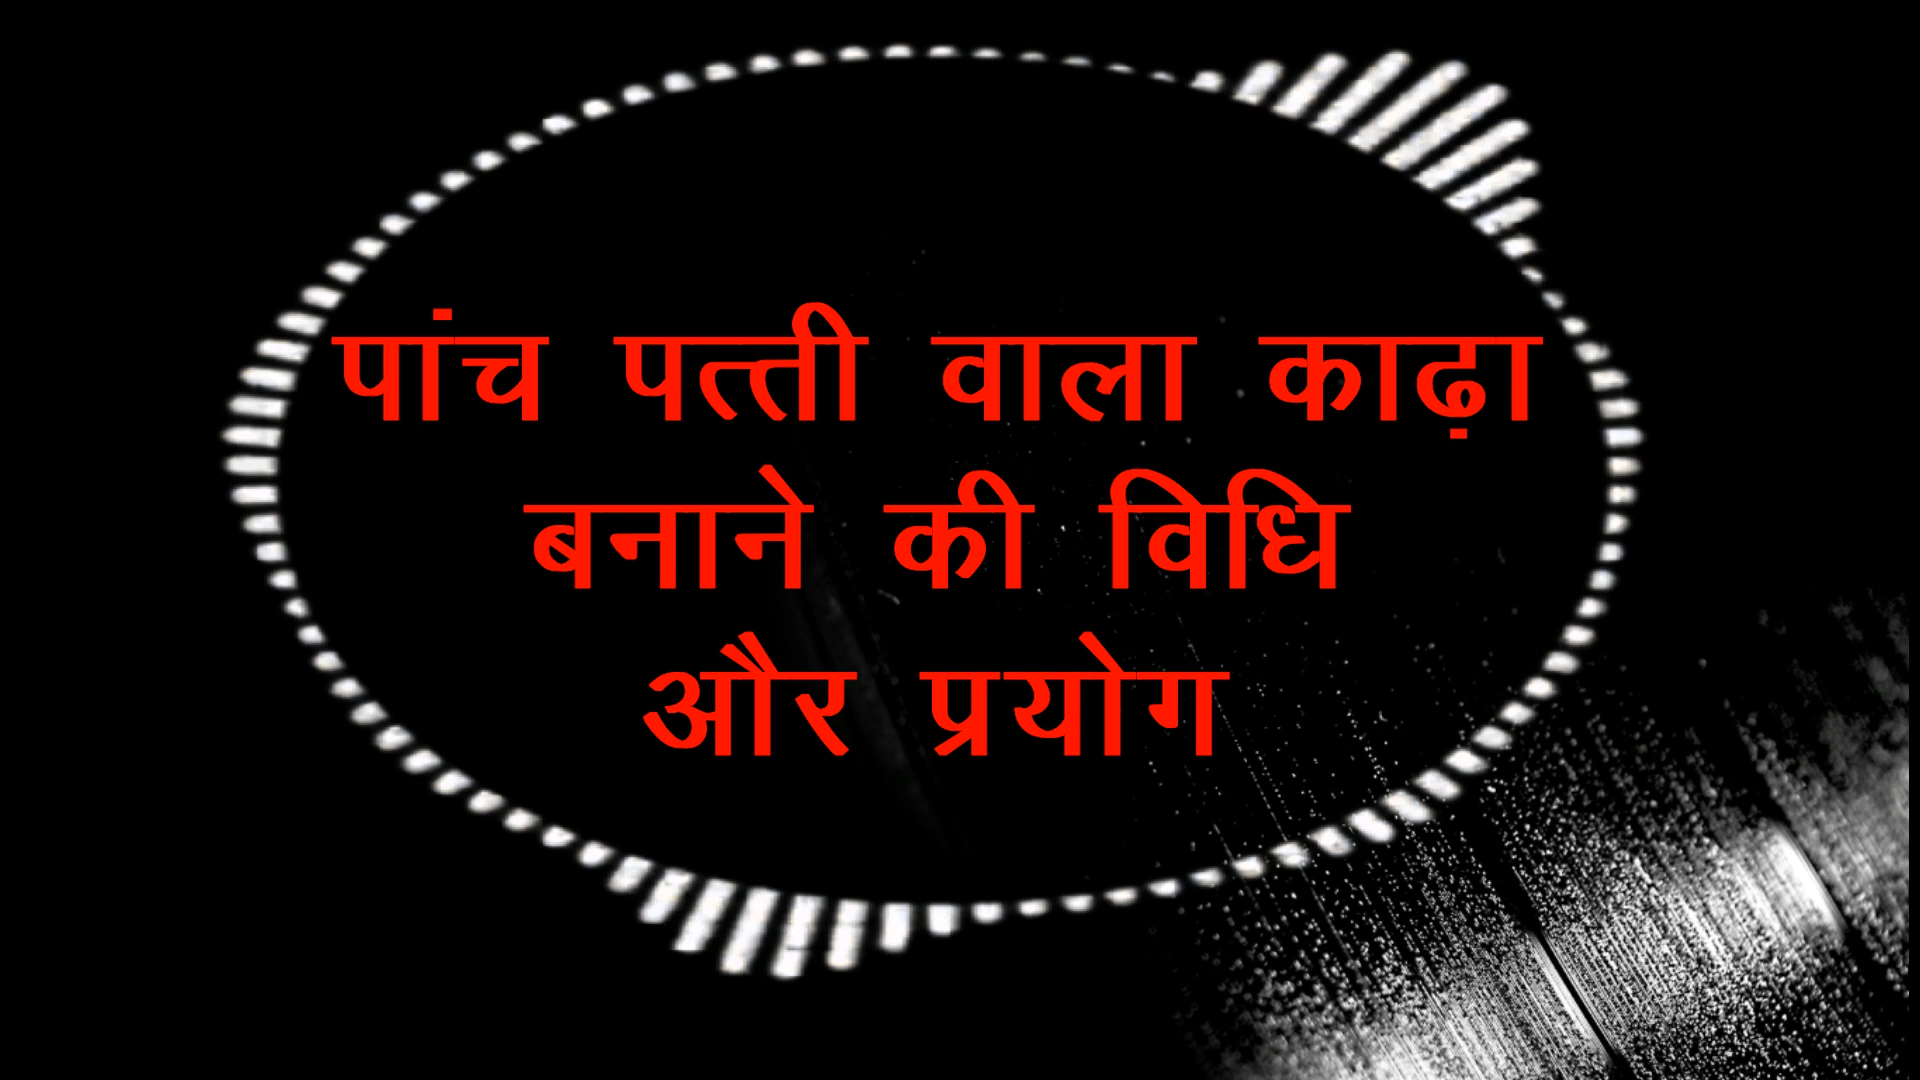 पांच पत्ती वाला काढ़ा
बनाने की विधि
और प्रयोग